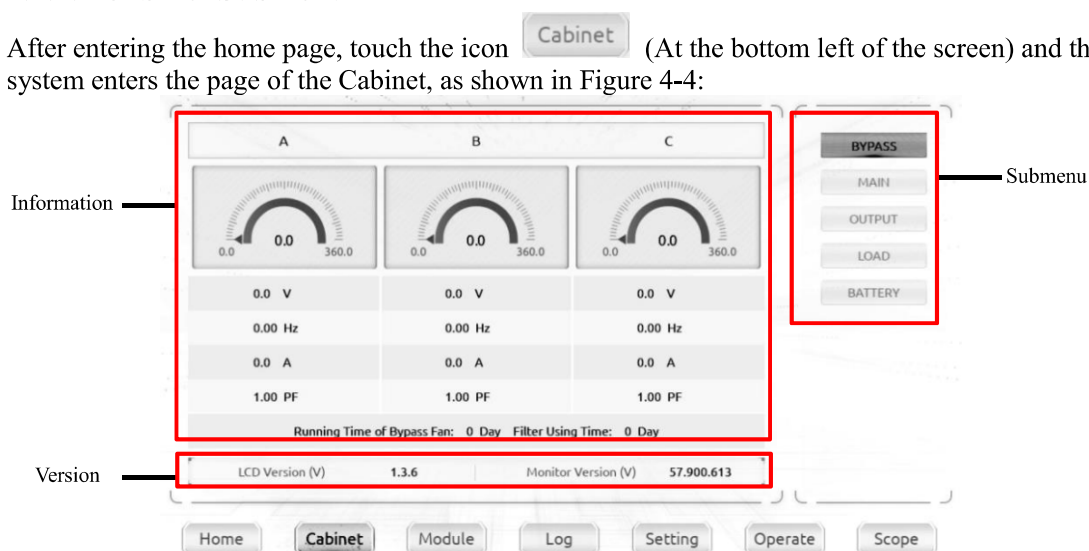 After entering the home page, touch the icon Cabinet (At the bottom left of the screen) and th
system enters the page of the Cabinet, as shown in Figure 4-4:
A B C
BYPASS
MAIN
OUTPUT
LOAD
BATTERY
Submenu
Information
0.0 0.0 360.0
0.0 0.0 360.0
0.0 0.0 360.0
0.0 V 0.0 V 0.0 V
0.00 Hz 0.00 Hz 0.00 Hz
0.0 A 0.0 A 0.0 A
1.00 PF 1.00 PF 1.00 PF
Running Time of Bypass Fan: 0 Day Filter Using Time: 0 Day
Version
LCD Version (V) 1.3.6 Monitor Version (V) 57.900.613
Home Cabinet Module Log Setting Operate Scope